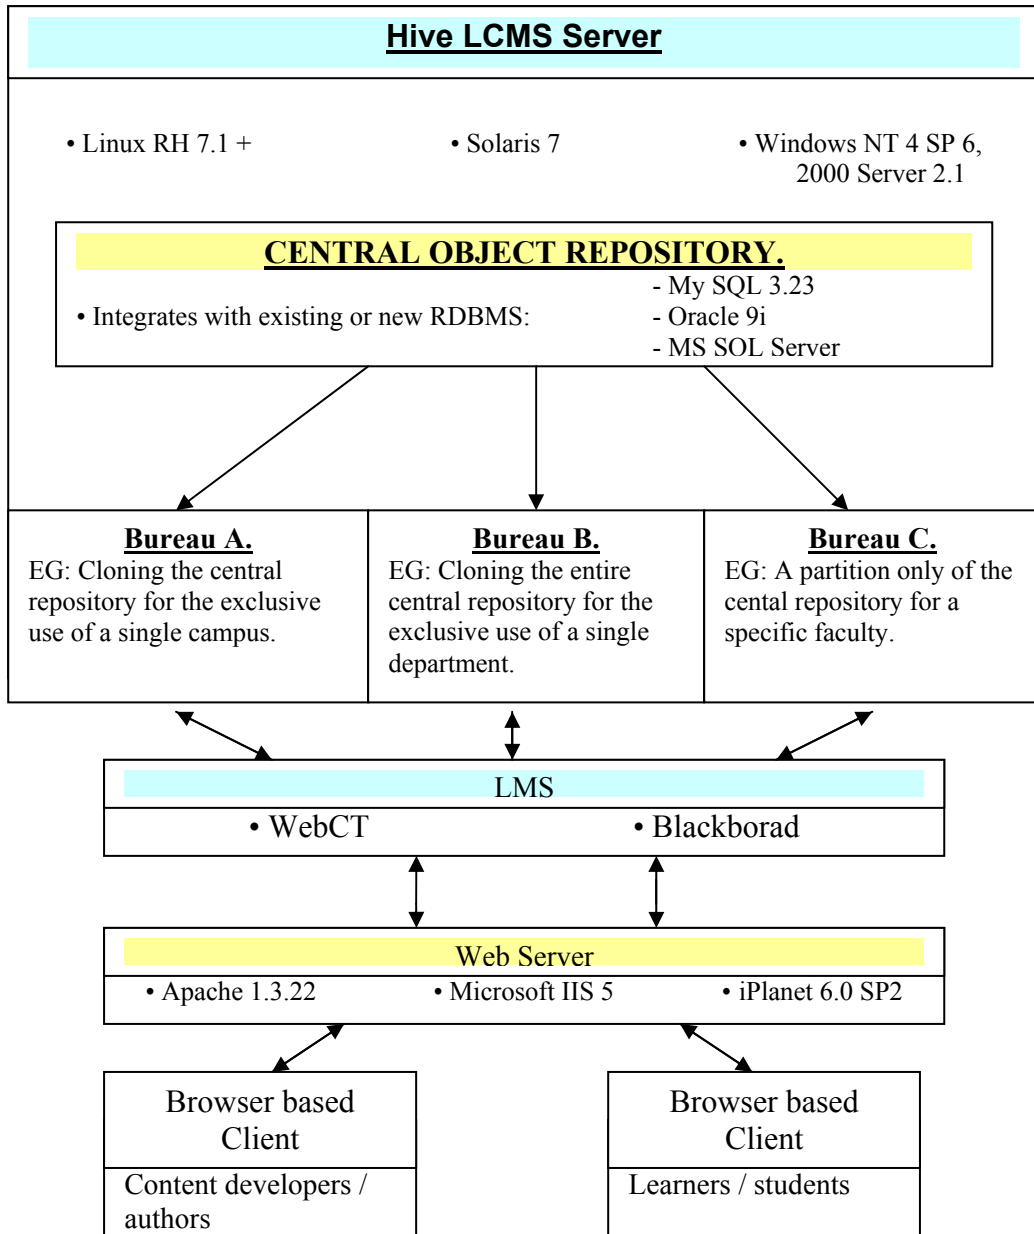 Hive LCMS Server
• Linux RH 7.1 +
• Solaris 7
• Windows NT 4 SP 6,
2000 Server 2.1
CENTRAL OBJECT REPOSITORY.
• Integrates with existing or new RDBMS:
- My SQL 3.23
- Oracle 9i
- MS SOL Server
Bureau A.
EG: Cloning the central
repository for the exclusive
use of a single campus.
Bureau B.
EG: Cloning the entire
central repository for the
exclusive use of a single
department.
Bureau C.
EG: A partition only of the
cental repository for a
specific faculty.
LMS
• WebCT
• Blackborad
Web Server
• Apache 1.3.22
• Microsoft IIS 5
• iPlanet 6.0 SP2
Browser based
Client
Content developers /
authors
Browser based
Client
Learners / students